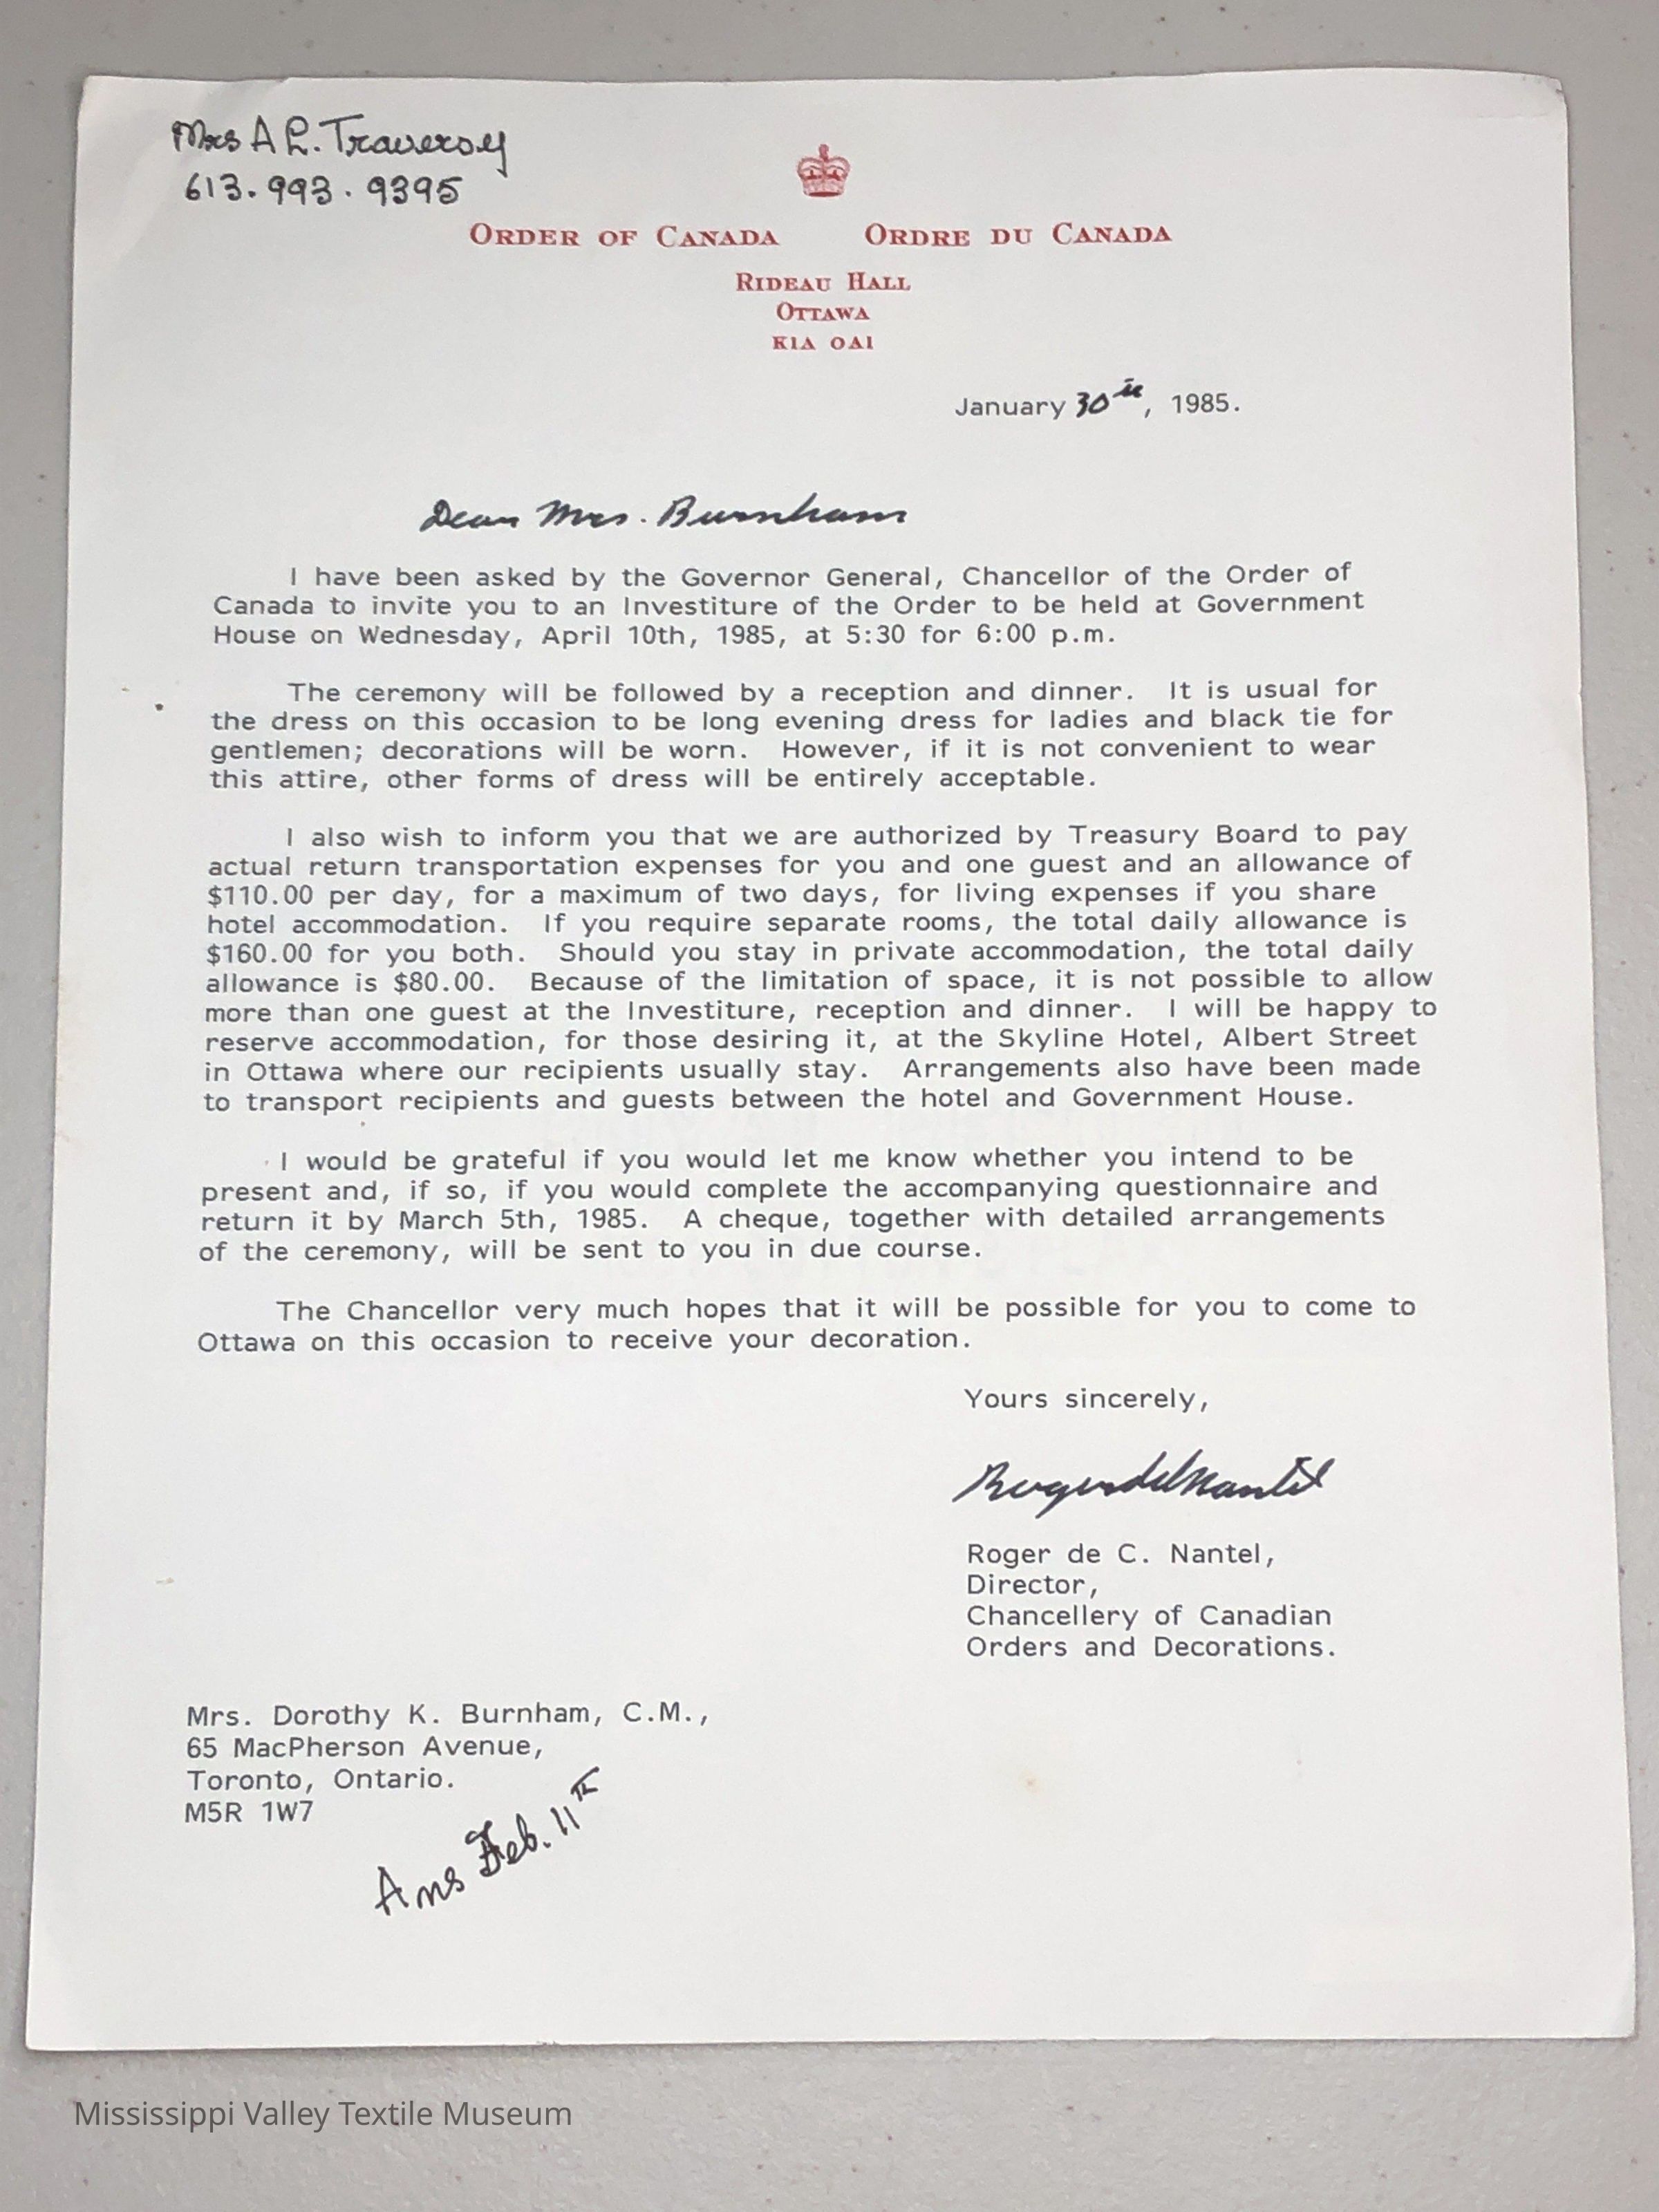 Mrs A L. Traversy
613.993.9395
ORDER OF CANADA ORDRE DU CANADA
RIDEAU HALL
OTTAWA
K1A 0A1
January 30th, 1985.
Dear Mrs. Burnham
I have been asked by the Governor General, Chancellor of the Order of
Canada to invite you to an Investiture of the Order to be held at Government
House on Wednesday, April 10th, 1985, at 5:30 for 6:00 p.m.
The ceremony will be followed by a reception and dinner. It is usual for
the dress on this occasion to be long evening dress for ladies and black tie for
gentlemen; decorations will be worn. However, if it is not convenient to wear
this attire, other forms of dress will be entirely acceptable.
I also wish to inform you that we are authorized by Treasury Board to pay
actual return transportation expenses for you and one guest and an allowance of
$110.00 per day, for a maximum of two days, for living expenses if you share
hotel accommodation. If you require separate rooms, the total daily allowance is
$160.00 for you both. Should you stay in private accommodation, the total daily
allowance is $80.00. Because of the limitation of space, it is not possible to allow
more than one guest at the Investiture, reception and dinner. I will be happy to
reserve accommodation, for those desiring it, at the Skyline Hotel, Albert Street
in Ottawa where our recipients usually stay. Arrangements also have been made
to transport recipients and guests between the hotel and Government House.
I would be grateful if you would let me know whether you intend to be
present and, if so, if you would complete the accompanying questionnaire and
return it by March 5th, 1985. A cheque, together with detailed arrangements
of the ceremony, will be sent to you in due course.
The Chancellor very much hopes that it will be possible for you to come to
Ottawa on this occasion to receive your decoration.
Yours sincerely,
Roger de C Nantel
Roger de C. Nantel,
Director,
Chancellery of Canadian
Orders and Decorations.
Mrs. Dorothy K. Burnham, C.M.,
65 MacPherson Avenue,
Toronto, Ontario.
M5R 1W7
Ans Feb. 11th
Mississippi Valley Textile Museum